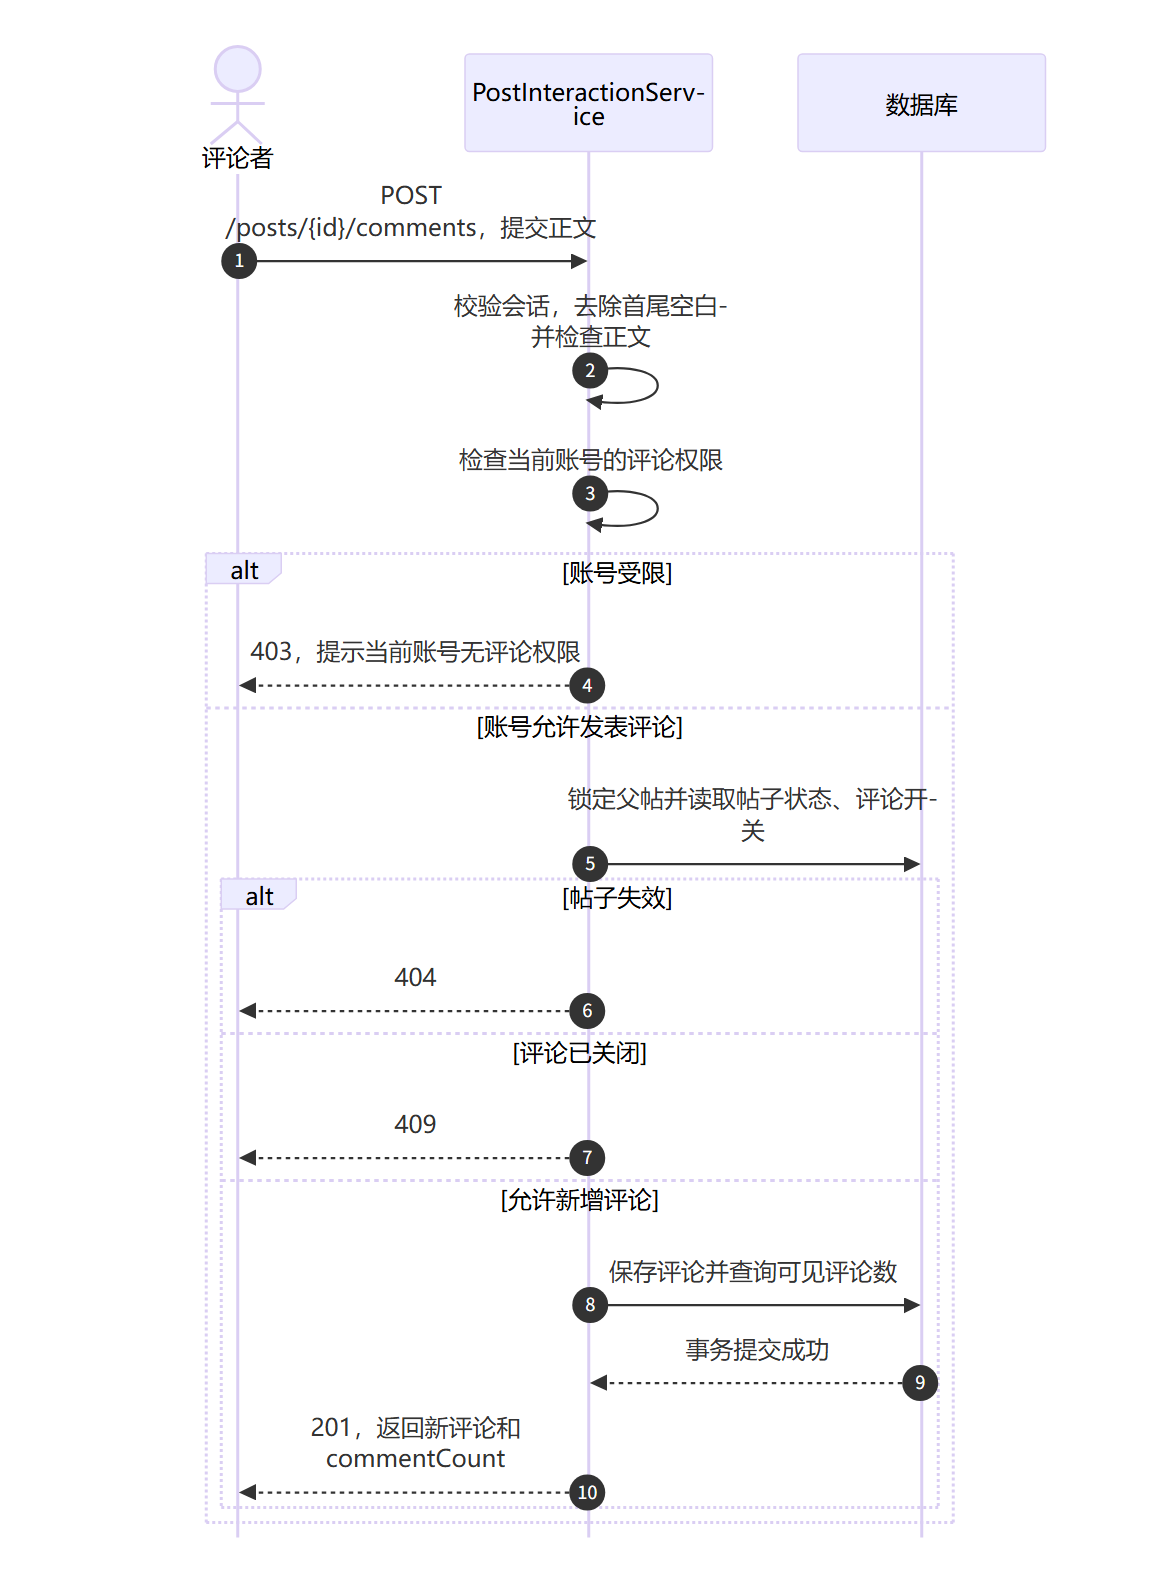 评论者
PostInteractionServ-
ice
数据库
POST
/posts/{id}/comments，提交正文
1
校验会话，去除首尾空白-
并检查正文
2
检查当前账号的评论权限
3
alt
[账号受限]
403，提示当前账号无评论权限
4
[账号允许发表评论]
锁定父帖并读取帖子状态、评论开-
关
5
alt
[帖子失效]
404
6
[评论已关闭]
409
7
[允许新增评论]
保存评论并查询可见评论数
8
事务提交成功
9
201，返回新评论和
commentCount
10